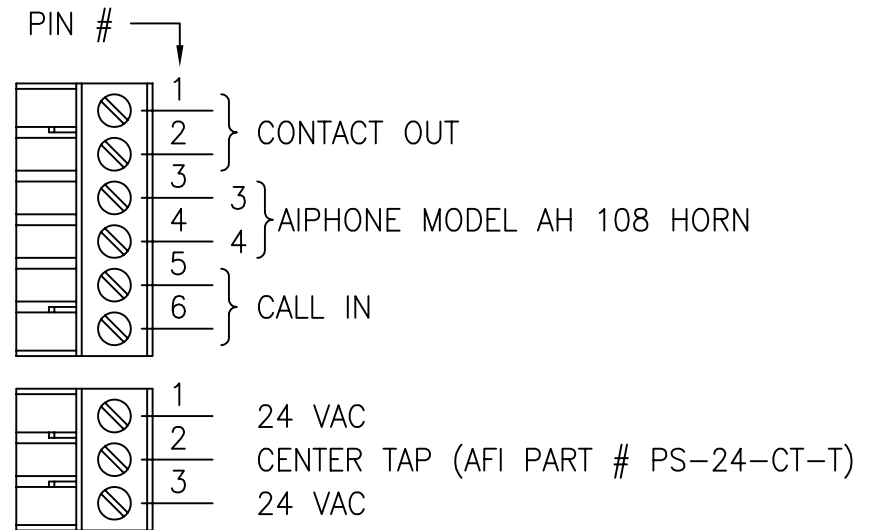 PIN #
1
2 CONTACT OUT
3 3
4 4 AIPHONE MODEL AH 108 HORN
5
6 CALL IN
1 24 VAC
2 CENTER TAP (AFI PART # PS-24-CT-T)
3 24 VAC